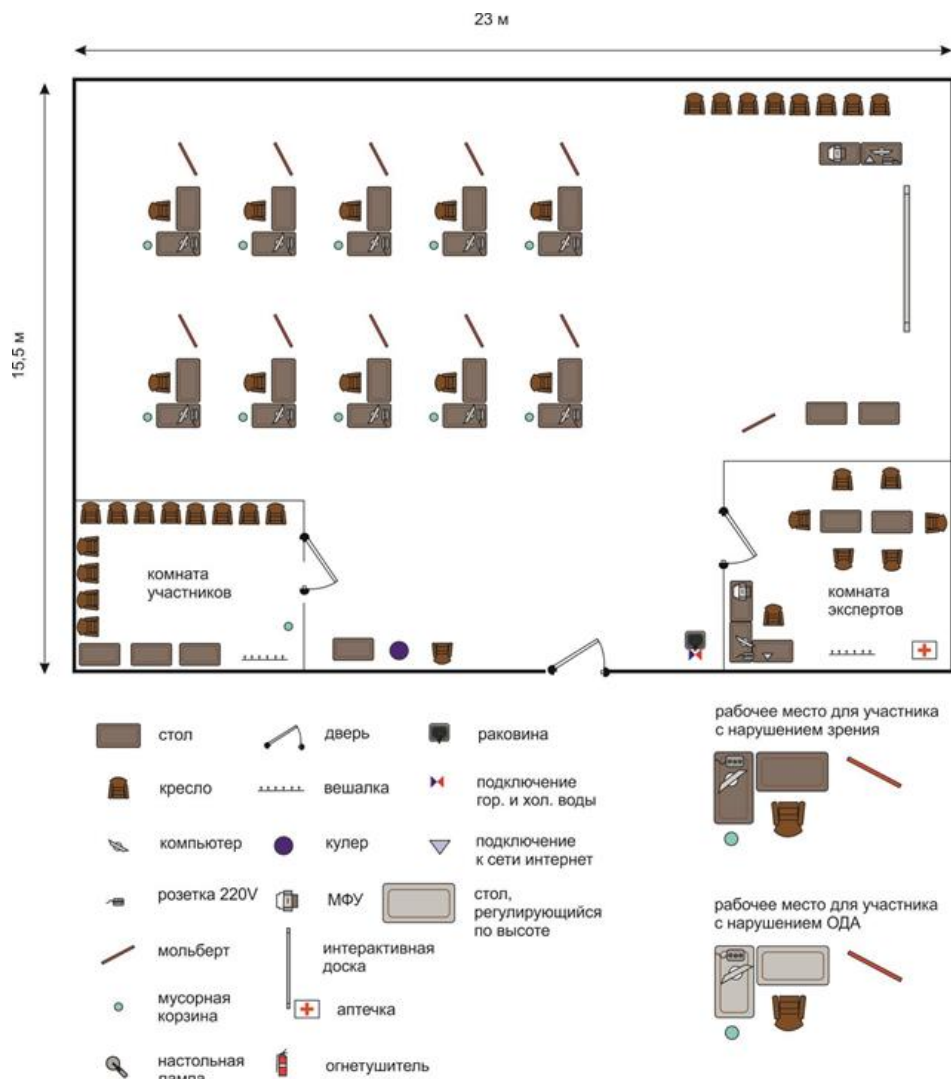 23 м
15,5 м
комната
участников
комната
экспертов
стол
дверь
раковина
кресло
вешалка
подключение
гор. и хол. воды
компьютер
кулер
подключение
к сети интернет
розетка 220V
МФУ
стол,
регулирующийся
по высоте
мольберт
интерактивная
доска
мусорная
корзина
аптечка
настольная
лампа
огнетушитель
рабочее место для участника
с нарушением зрения
рабочее место для участника
с нарушением ОДА